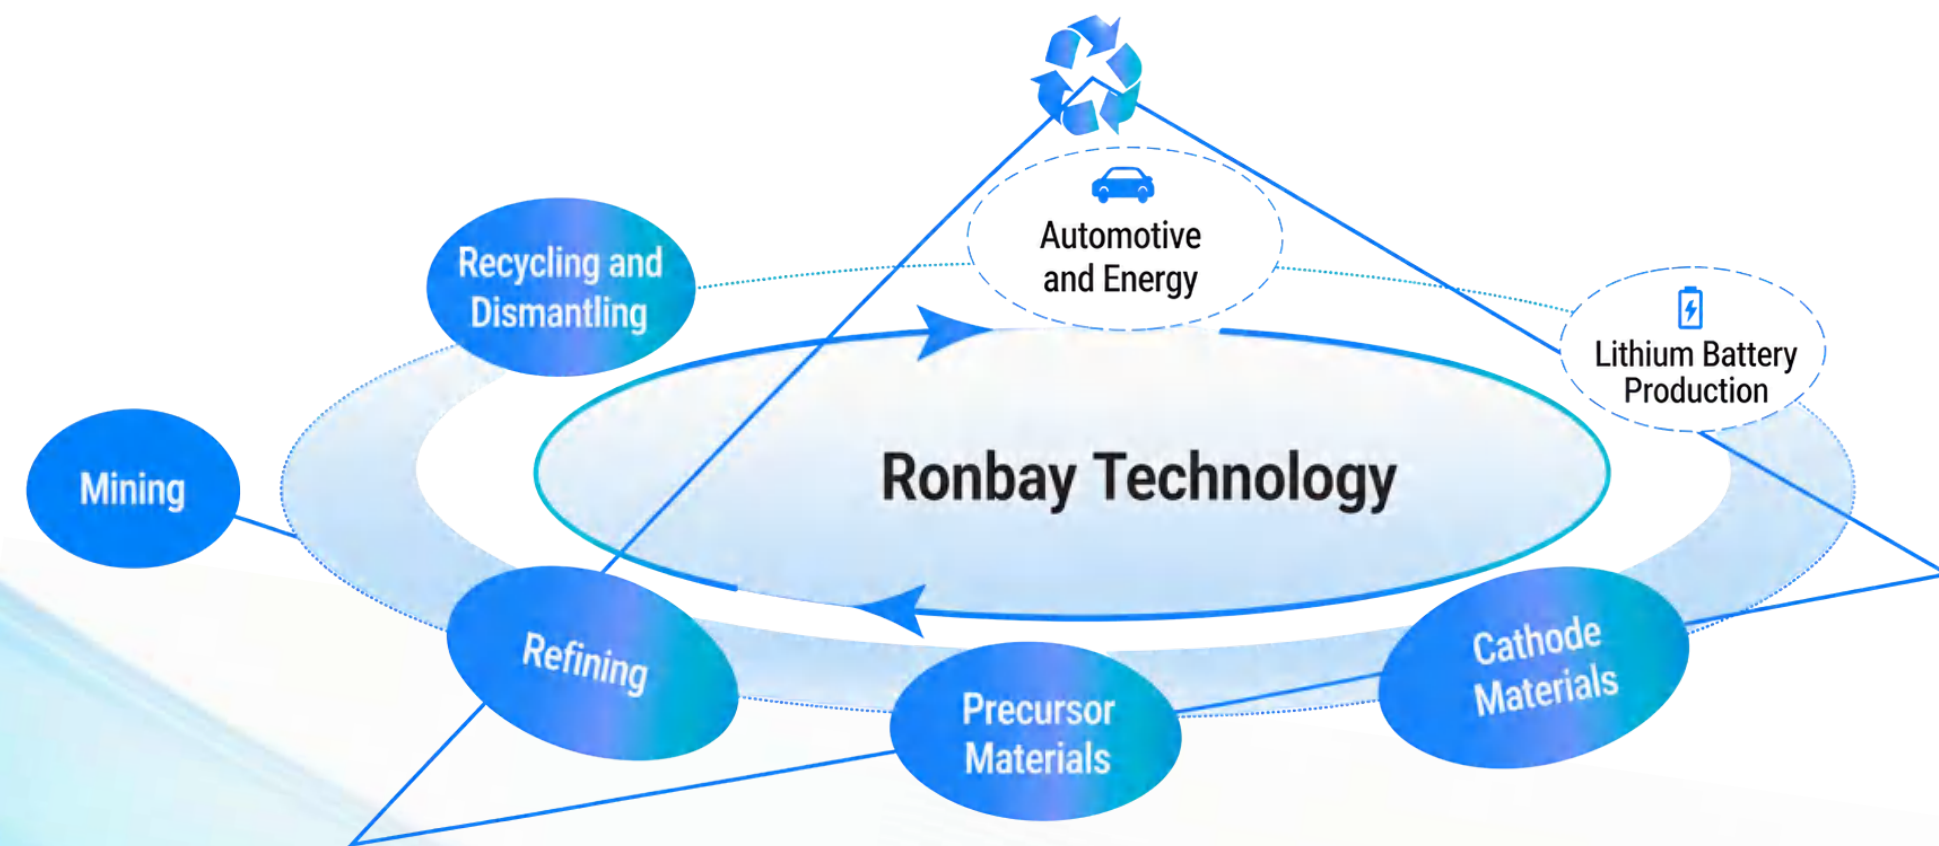 Automotive
and Energy
Recycling and
Dismantling
Lithium Battery
Production
Mining
Ronbay Technology
Refining
Precursor
Materials
Cathode
Materials